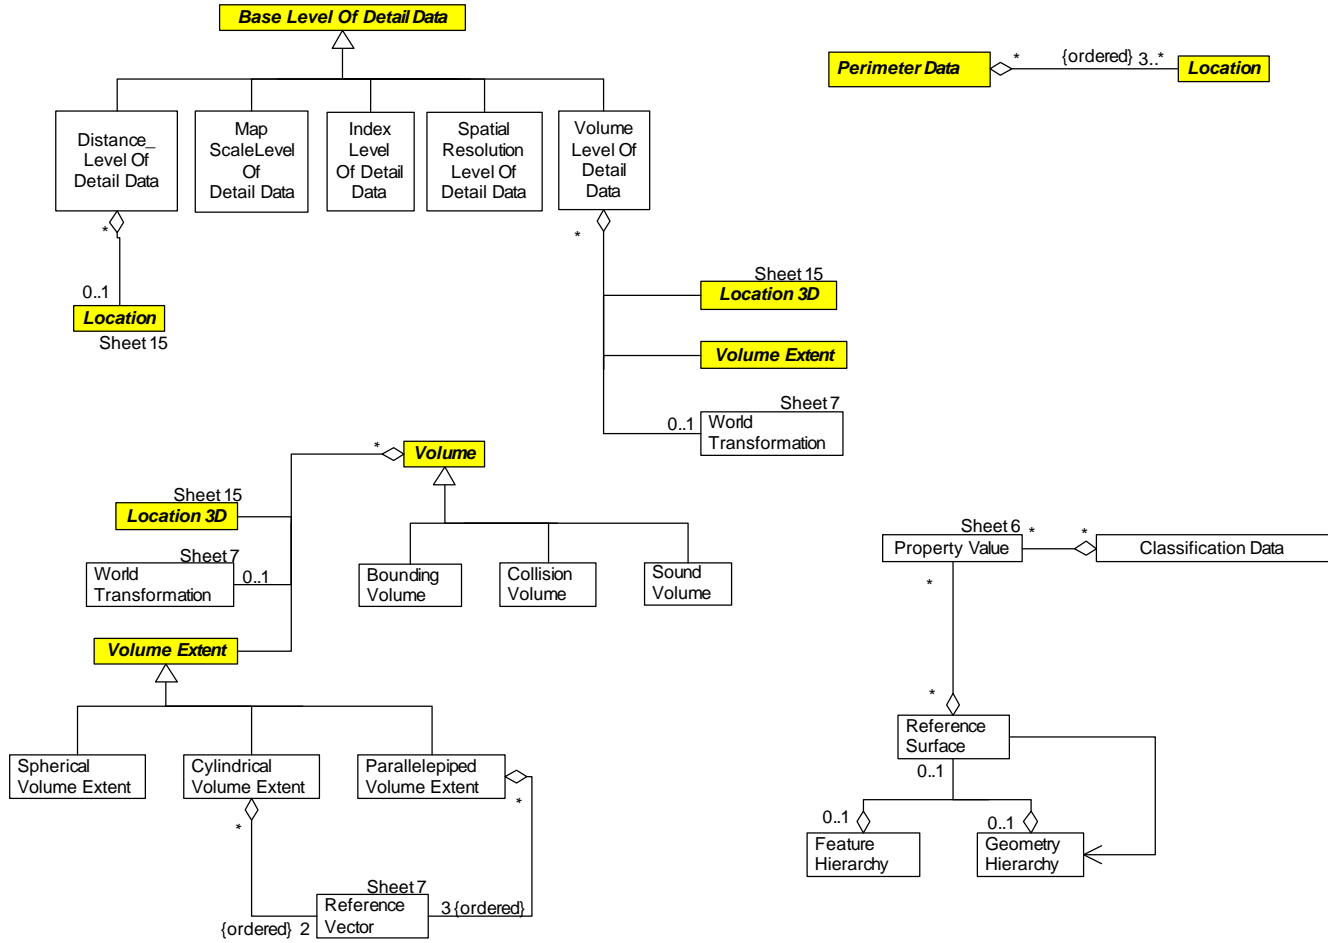 Base Level Of Detail Data
Perimeter Data
*
{ordered}
3..*
Location
Distance_
Level Of
Detail Data
Map
ScaleLevel
Of
Detail Data
Index
Level
Of Detail
Data
Spatial
Resolution
Level Of
Detail Data
Volume
Level Of
Detail
Data
*
0..1
Location
Sheet 15
*
Sheet 15
Location 3D
Volume Extent
Sheet 7
0..1
World
Transformation
*
Volume
Sheet 15
Location 3D
Sheet 7
World
Transformation
0..1
Bounding
Volume
Collision
Volume
Sound
Volume
Volume Extent
Spherical
Volume Extent
Cylindrical
Volume Extent
Parallelepiped
Volume Extent
*
*
Sheet 7
Reference
Vector
{ordered} 2
3 {ordered}
Sheet 6
Property Value
*
*
Classification Data
*
*
Reference
Surface
0..1
0..1
Feature
Hierarchy
0..1
Geometry
Hierarchy